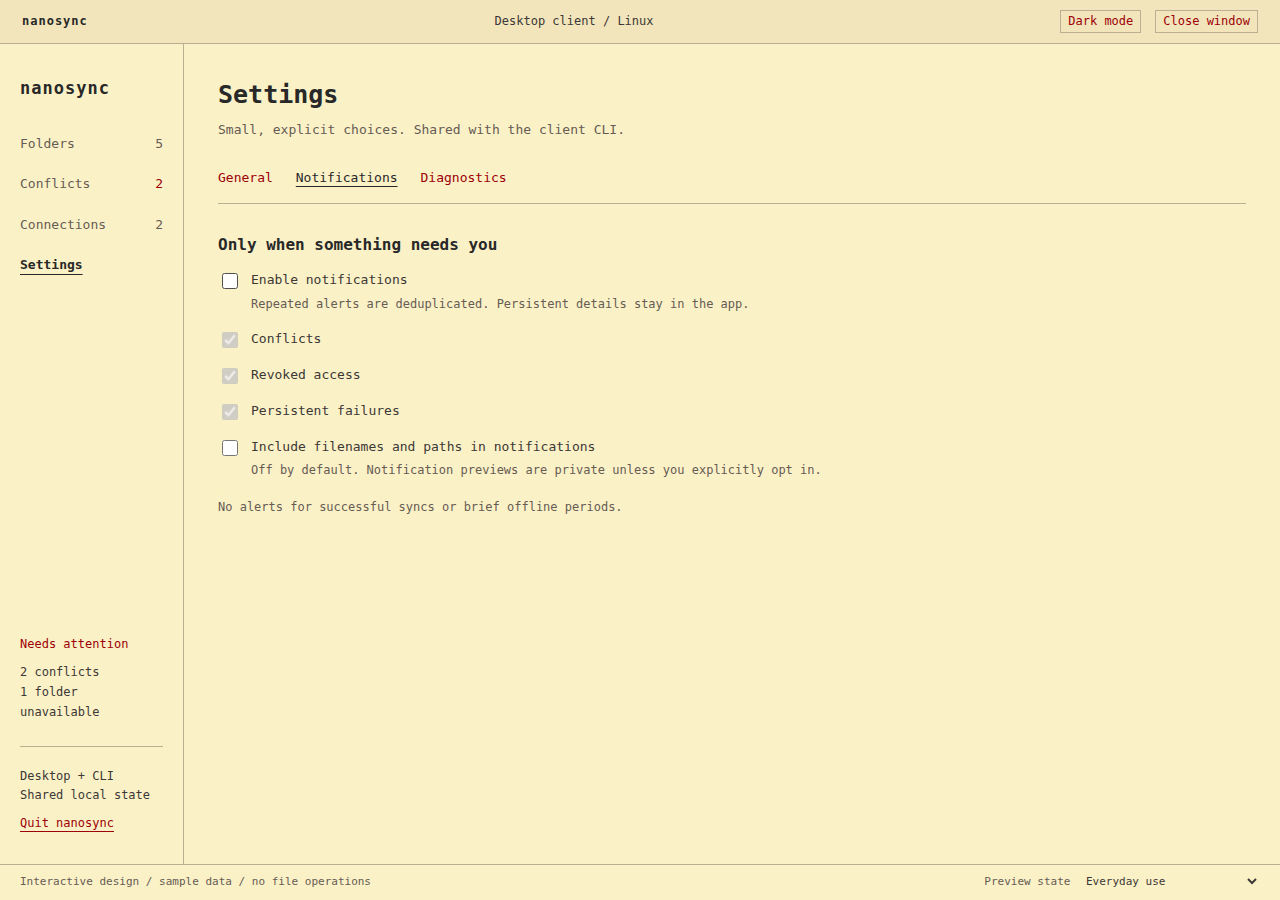 nanosync
Desktop client / Linux
Dark mode
Close window
nanosync
Folders 5
Conflicts 2
Connections 2
Settings
Needs attention
2 conflicts
1 folder
unavailable
Desktop + CLI
Shared local state
Quit nanosync
Settings
Small, explicit choices. Shared with the client CLI.
General Notifications Diagnostics
Only when something needs you
Enable notifications
Repeated alerts are deduplicated. Persistent details stay in the app.
Conflicts
Revoked access
Persistent failures
Include filenames and paths in notifications
Off by default. Notification previews are private unless you explicitly opt in.
No alerts for successful syncs or brief offline periods.
Interactive design / sample data / no file operations
Preview state Everyday use